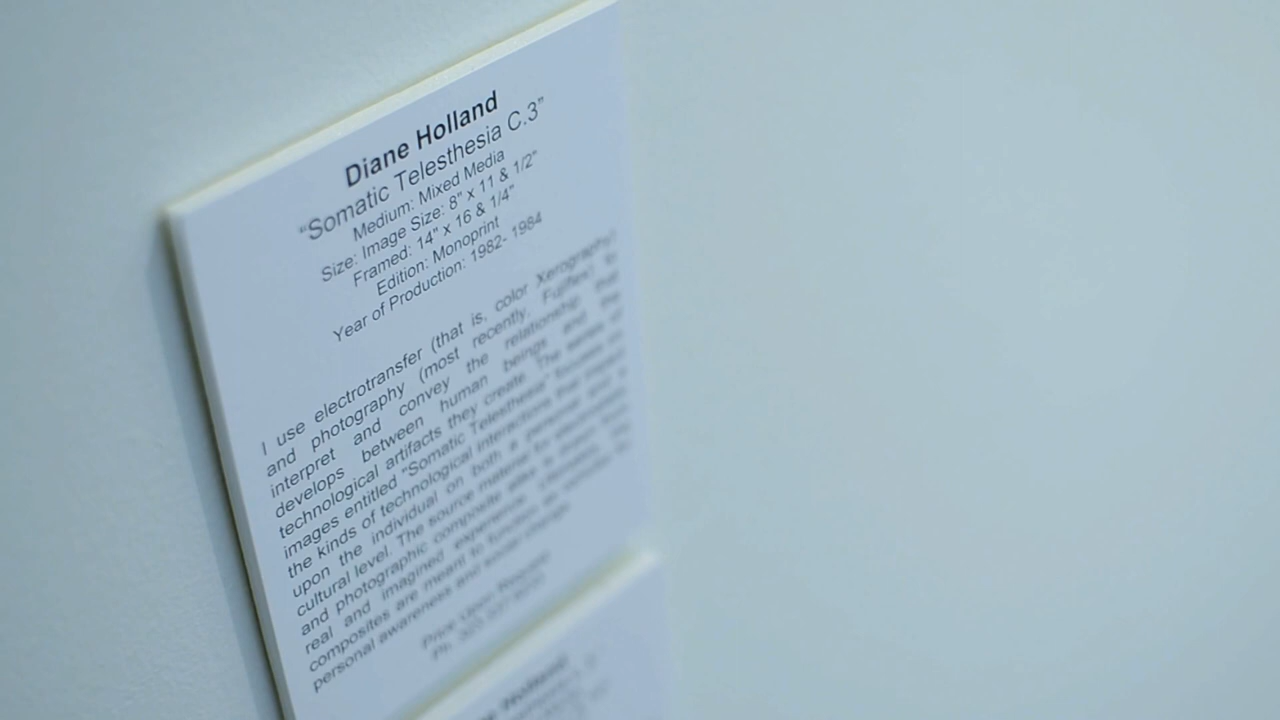 Diane Holland
“Somatic Telesthesia C.3”
Medium: Mixed Media
Size: Image Size: 8" x 11 & 1/2"
Framed: 14" x 16 & 1/4"
Edition: Monoprint
Year of Production: 1982- 1984
I use electrotransfer (that is, color Xerography)
and photography (most recently, Fujiflex) to
interpret and convey the relationship that
develops between human beings and the
technological artifacts they create. The series of
images entitled "Somatic Telesthesia" focuses on
the kinds of technological interactions that
upon the individual on both a personal and a
cultural level. The source material for
and photographic composite
real and imagined experience.
composites are meant to function as
personal awareness and social change.
Price Upon Request